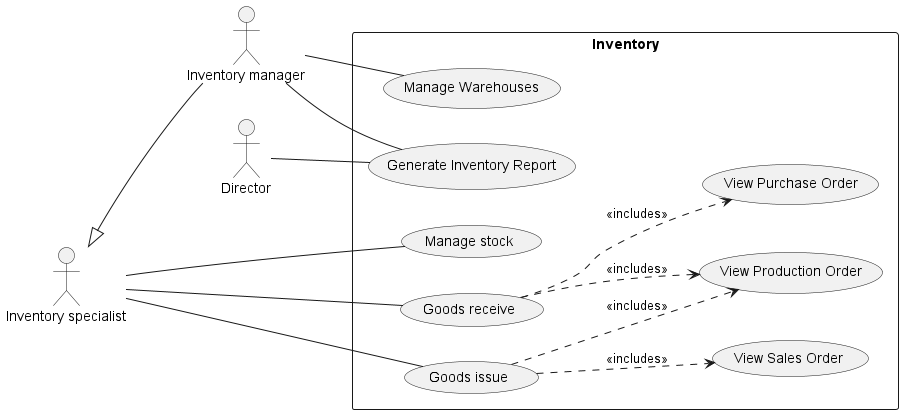 Inventory
Inventory manager
Manage Warehouses
Generate Inventory Report
Director
View Purchase Order
«includes»
Manage stock
«includes»
View Production Order
Inventory specialist
Goods receive
«includes»
«includes»
View Sales Order
Goods issue